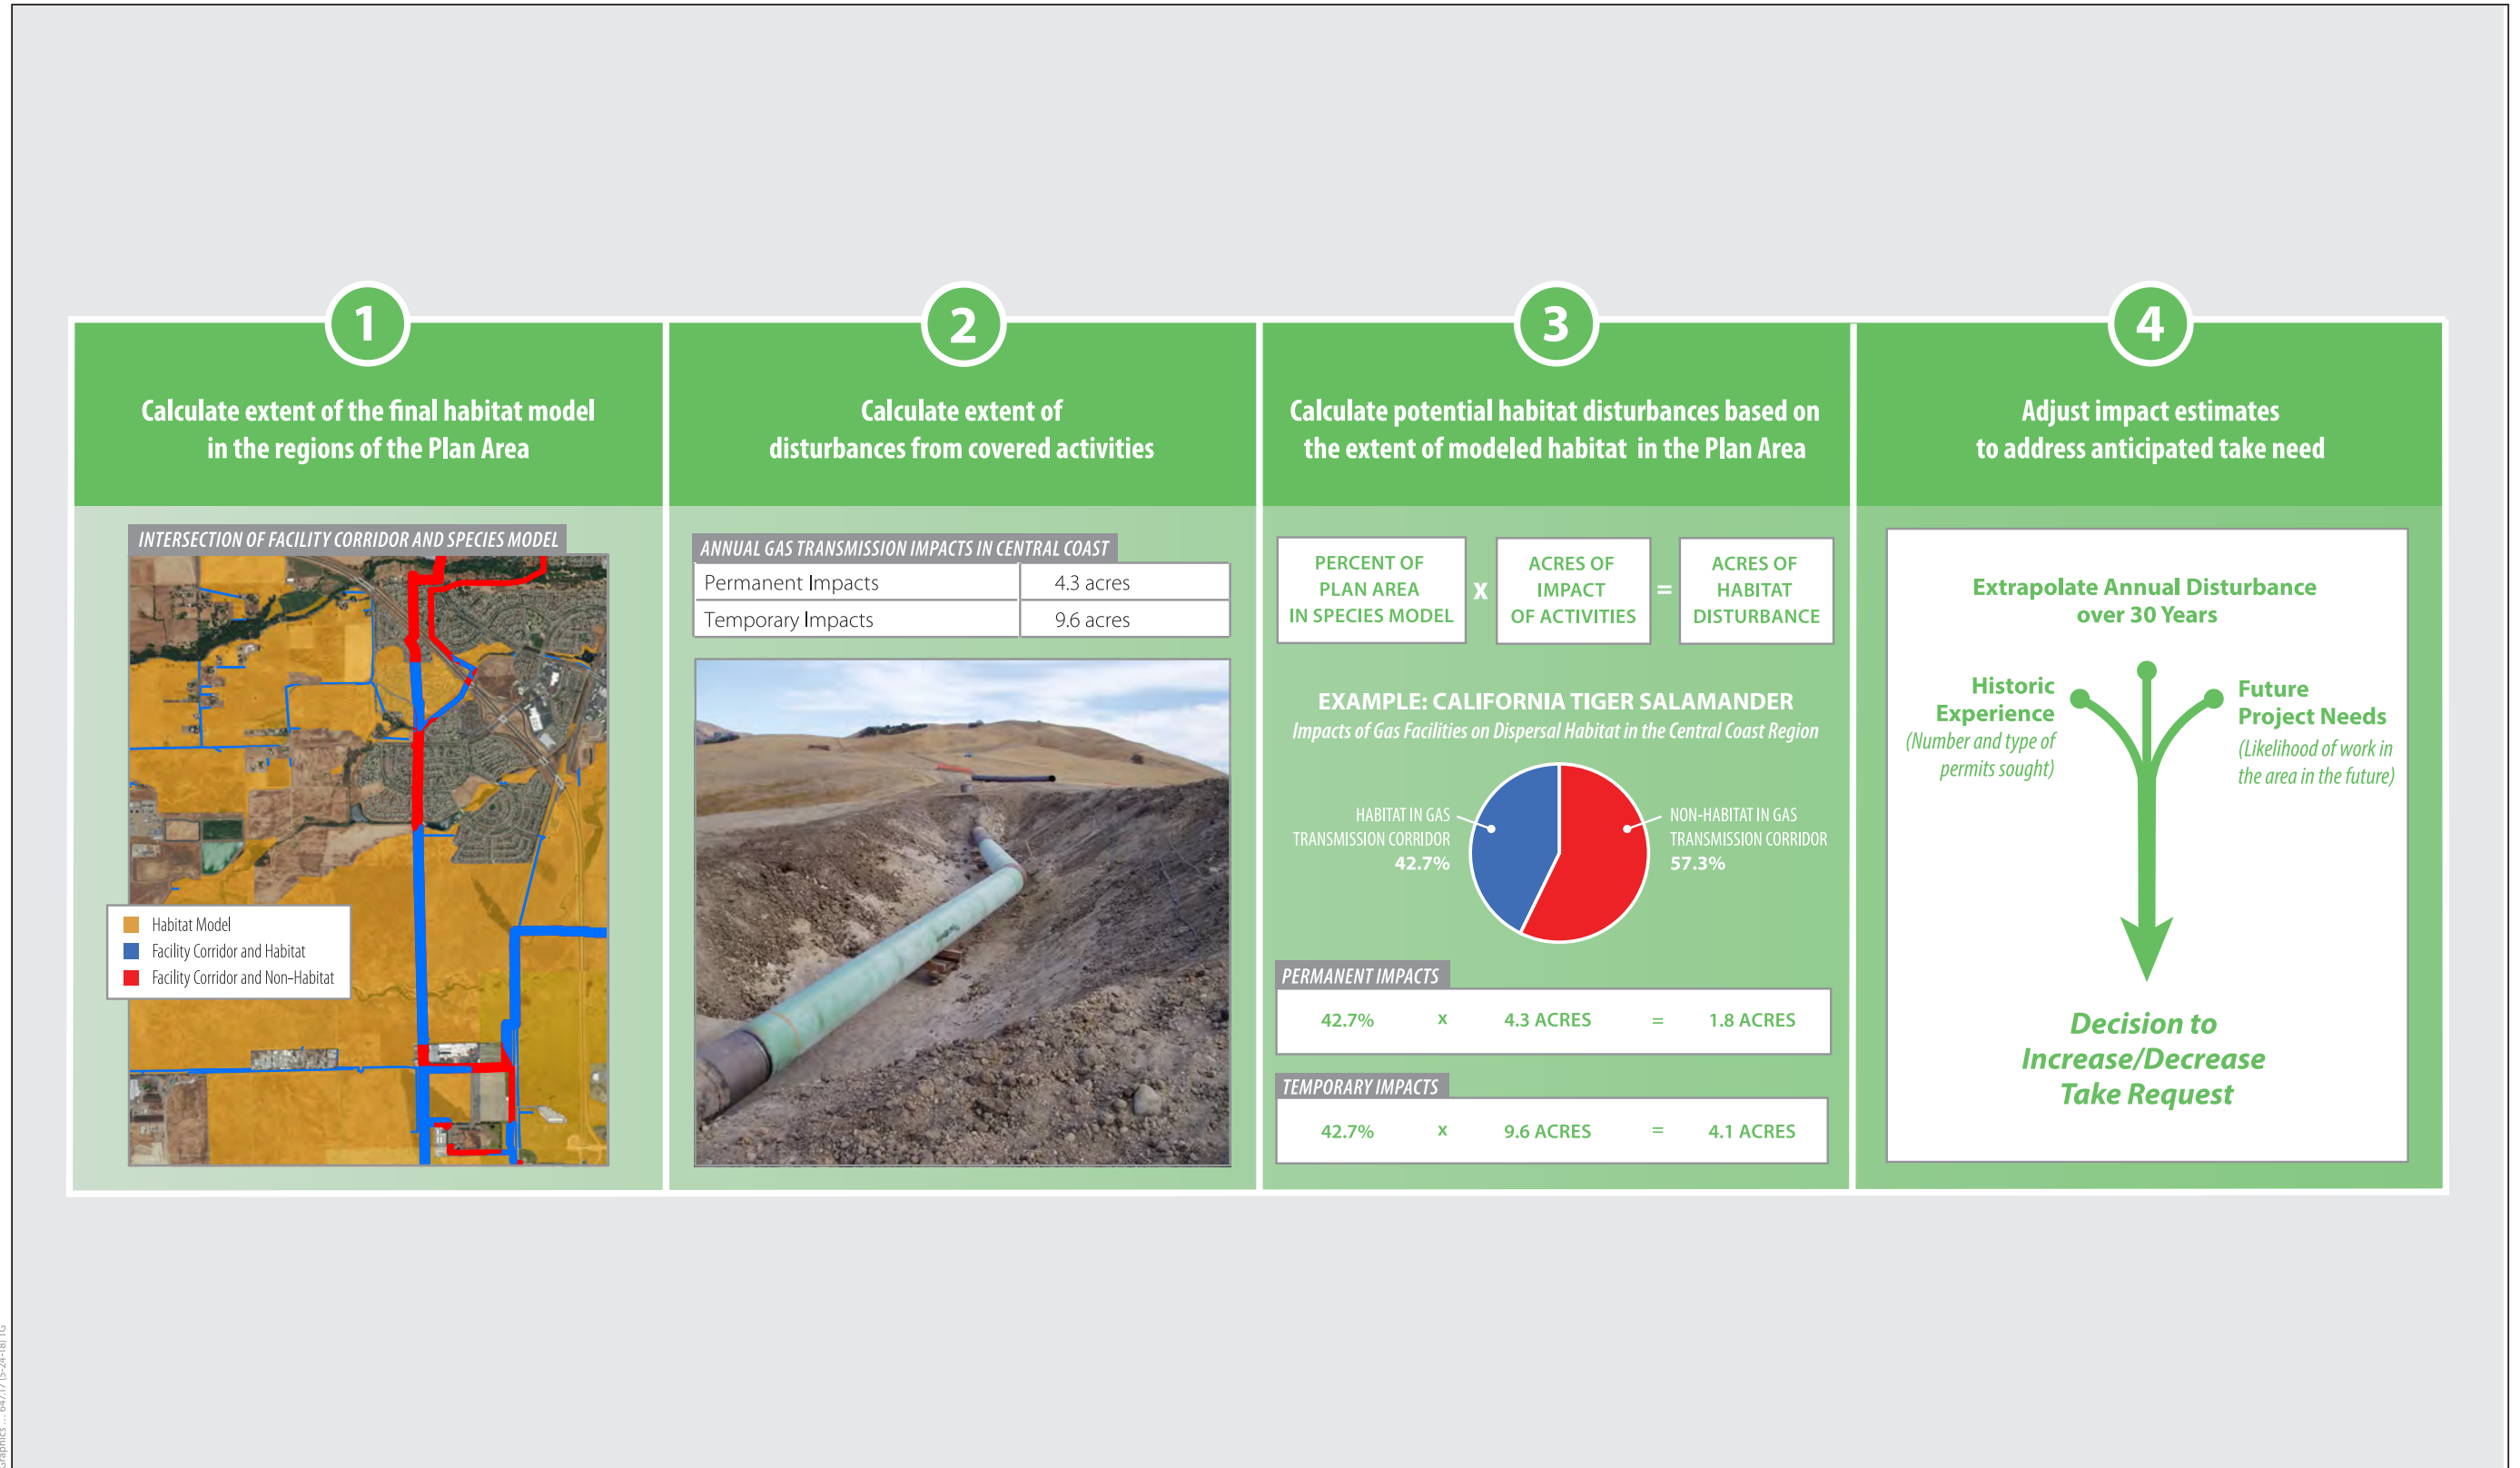 1
Calculate extent of the final habitat model
in the regions of the Plan Area
INTERSECTION OF FACILITY CORRIDOR AND SPECIES MODEL
Habitat Model
Facility Corridor and Habitat
Facility Corridor and Non-Habitat
2
Calculate extent of
disturbances from covered activities
ANNUAL GAS TRANSMISSION IMPACTS IN CENTRAL COAST
Permanent Impacts 4.3 acres
Temporary Impacts 9.6 acres
3
Calculate potential habitat disturbances based on
the extent of modeled habitat in the Plan Area
PERCENT OF
PLAN AREA
IN SPECIES MODEL
X
ACRES OF
IMPACT
OF ACTIVITIES
=
ACRES OF
HABITAT
DISTURBANCE
EXAMPLE: CALIFORNIA TIGER SALAMANDER
Impacts of Gas Facilities on Dispersal Habitat in the Central Coast Region
HABITAT IN GAS
TRANSMISSION CORRIDOR
42.7%
NON-HABITAT IN GAS
TRANSMISSION CORRIDOR
57.3%
PERMANENT IMPACTS
42.7% x 4.3 ACRES = 1.8 ACRES
TEMPORARY IMPACTS
42.7% x 9.6 ACRES = 4.1 ACRES
4
Adjust impact estimates
to address anticipated take need
Extrapolate Annual Disturbance
over 30 Years
Historic
Experience
(Number and type of
permits sought)
Future
Project Needs
(Likelihood of work in
the area in the future)
Decision to
Increase/Decrease
Take Request
Graphics … 647.17 (5-24-18) TG